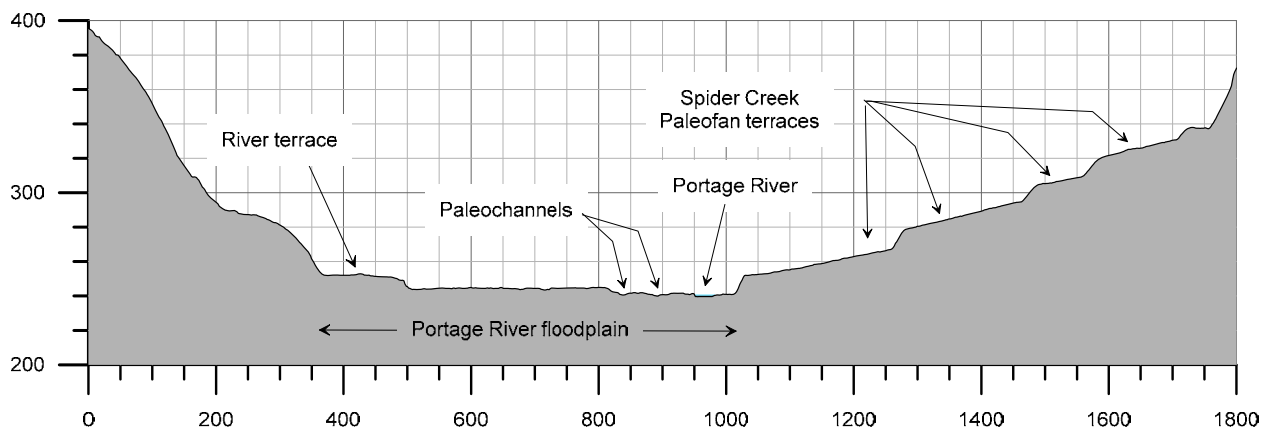 400
Spider Creek
Paleofan terraces
River terrace
300
Portage River
Paleochannels
Portage River floodplain
200
0 200 400 600 800 1000 1200 1400 1600 1800